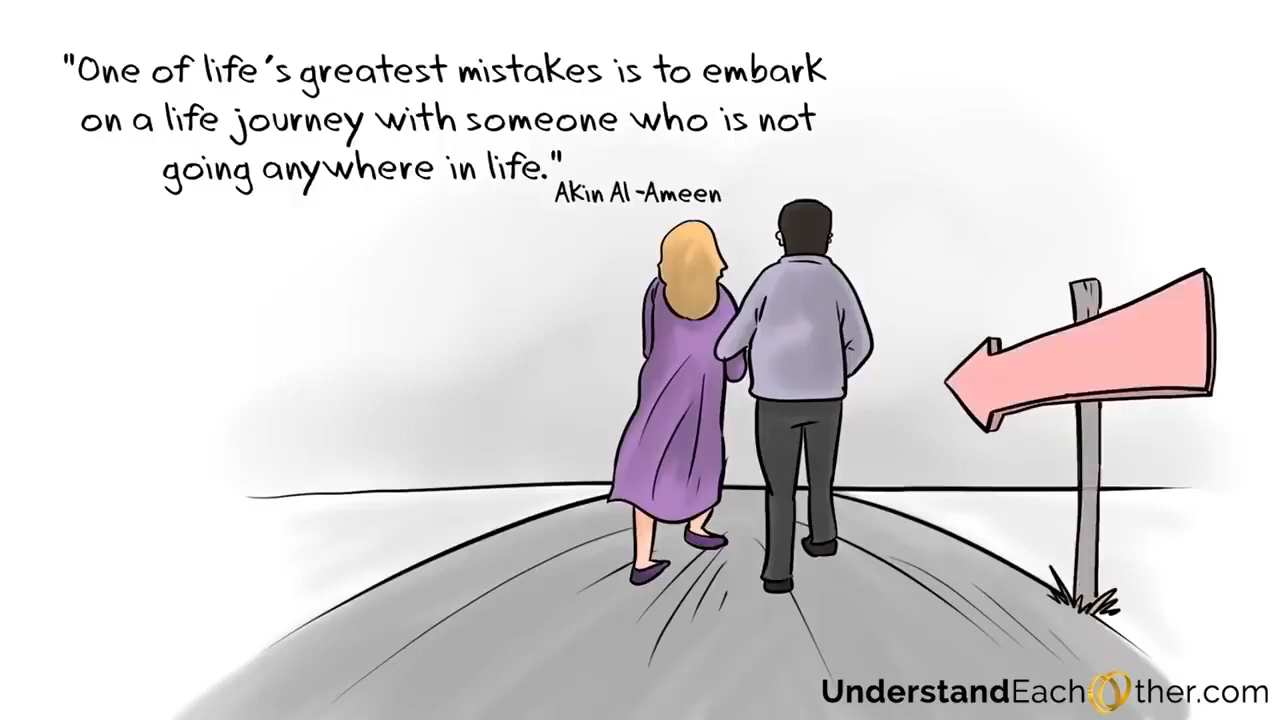 "One of life's greatest mistakes is to embark
on a life journey with someone who is not
going anywhere in life."
Akin Al-Ameen
UnderstandEachOther.com